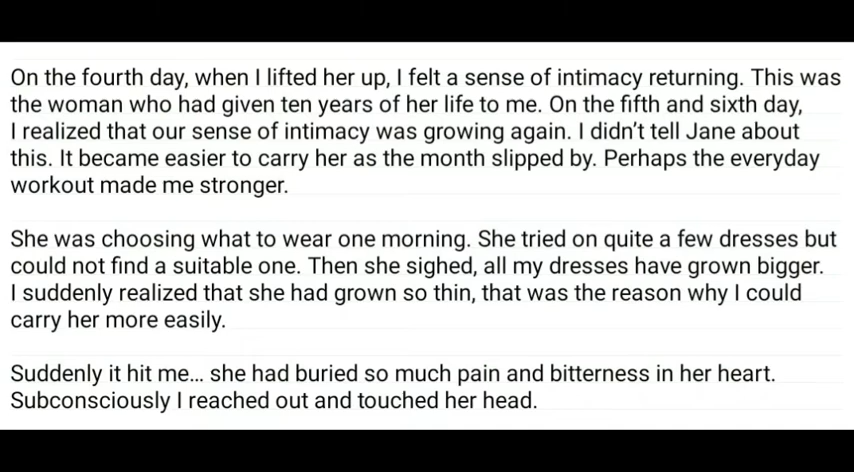 On the fourth day, when I lifted her up, I felt a sense of intimacy returning. This was
the woman who had given ten years of her life to me. On the fifth and sixth day,
I realized that our sense of intimacy was growing again. I didn’t tell Jane about
this. It became easier to carry her as the month slipped by. Perhaps the everyday
workout made me stronger.
She was choosing what to wear one morning. She tried on quite a few dresses but
could not find a suitable one. Then she sighed, all my dresses have grown bigger.
I suddenly realized that she had grown so thin, that was the reason why I could
carry her more easily.
Suddenly it hit me... she had buried so much pain and bitterness in her heart.
Subconsciously I reached out and touched her head.